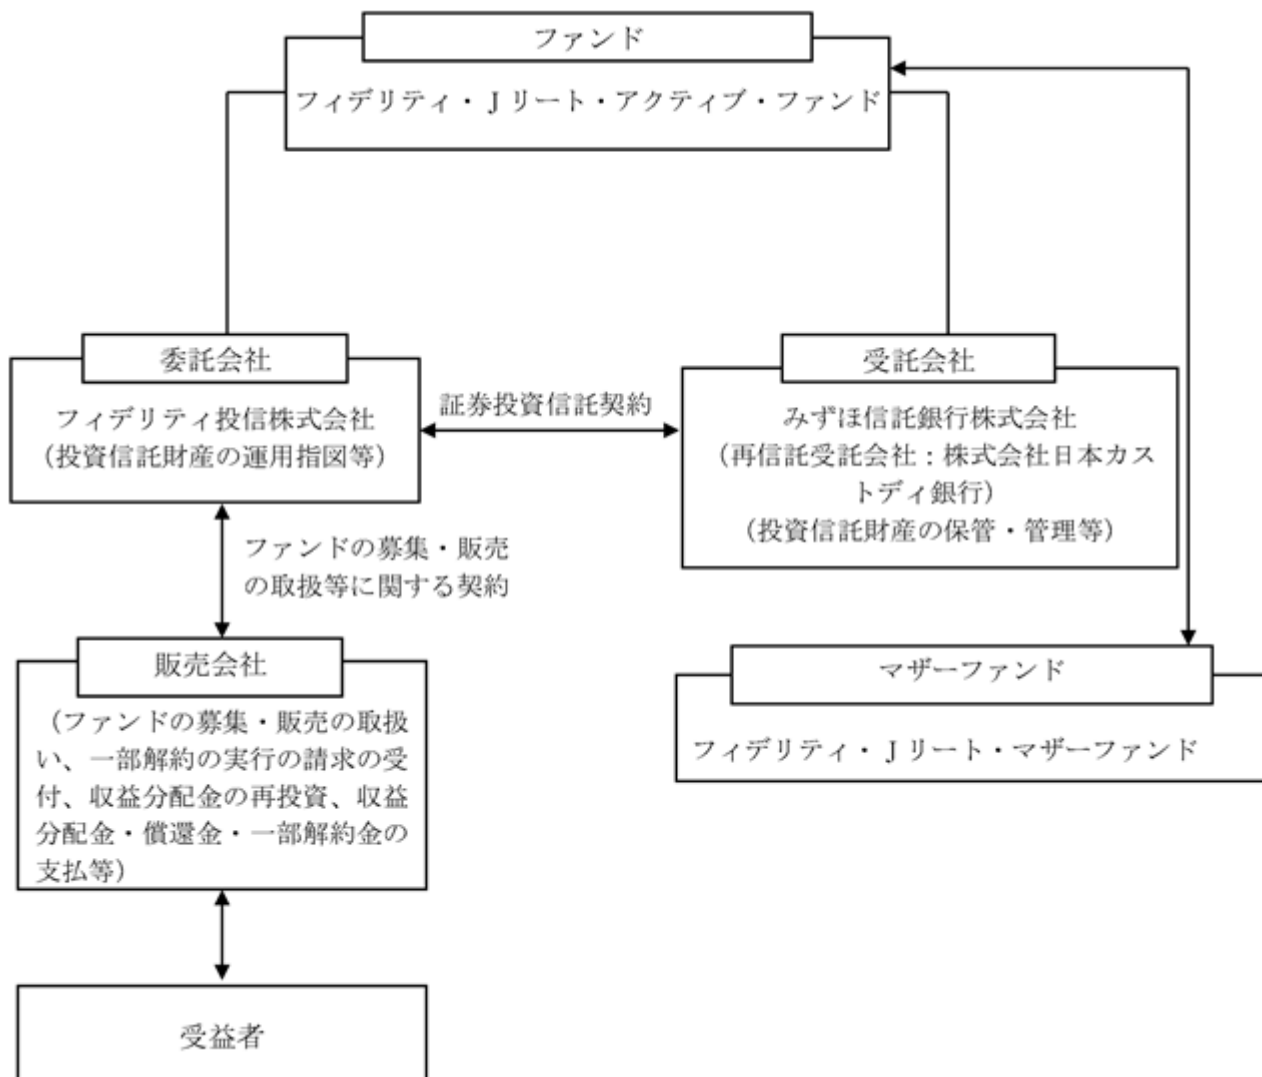 ファンド
フィデリティ・Jリート・アクティブ・ファンド
委託会社
フィデリティ投信株式会社
（投資信託財産の運用指図等）
証券投資信託契約
受託会社
みずほ信託銀行株式会社
（再信託受託会社：株式会社日本カス
トディ銀行）
（投資信託財産の保管・管理等）
ファンドの募集・販売
の取扱等に関する契約
販売会社
（ファンドの募集・販売の取扱
い、一部解約の実行の請求の受
付、収益分配金の再投資、収益
分配金・償還金・一部解約金の
支払等）
マザーファンド
フィデリティ・Jリート・マザーファンド
受益者